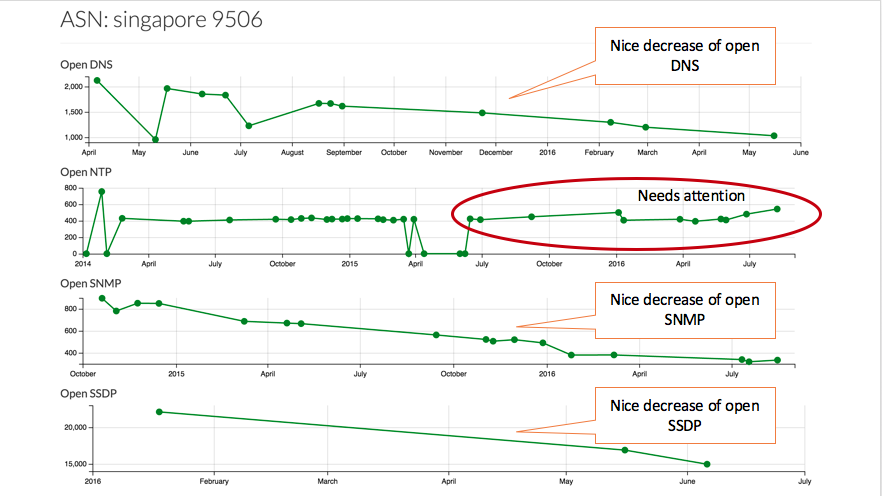 ASN: singapore 9506
Nice decrease of open
DNS
Open DNS
2,000
1,500
1,000
April May June July August September October November December 2016 February March April May June
Open NTP
Needs attention
800
600
400
200
0
2014 April July October 2015 April July October 2016 April July
Open SNMP
Nice decrease of open
SNMP
800
600
400
October 2015 April July October 2016 April July
Open SSDP
Nice decrease of open
SSDP
20,000
15,000
2016 February March April May June July